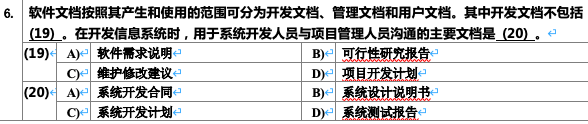 6. 软件文档按照其产生和使用的范围可分为开发文档、管理文档和用户文档。其中开发文档不包括
(19) 。在开发信息系统时，用于系统开发人员与项目管理人员沟通的主要文档是 (20) 。
(19) A) 软件需求说明 B) 可行性研究报告
C) 维护修改建议 D) 项目开发计划
(20) A) 系统开发合同 B) 系统设计说明书
C) 系统开发计划 D) 系统测试报告